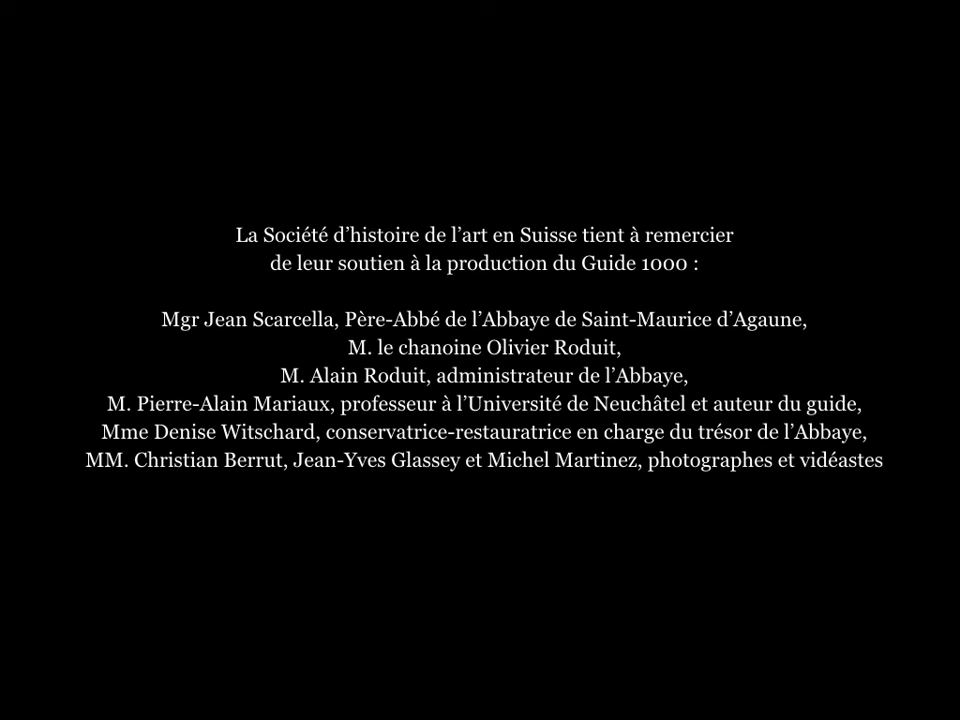 La Société d’histoire de l’art en Suisse tient à remercier
de leur soutien à la production du Guide 1000 :
Mgr Jean Scarcella, Père-Abbé de l’Abbaye de Saint-Maurice d’Agaune,
M. le chanoine Olivier Roduit,
M. Alain Roduit, administrateur de l’Abbaye,
M. Pierre-Alain Mariaux, professeur à l’Université de Neuchâtel et auteur du guide,
Mme Denise Witschard, conservatrice-restauratrice en charge du trésor de l’Abbaye,
MM. Christian Berrut, Jean-Yves Glassey et Michel Martinez, photographes et vidéastes